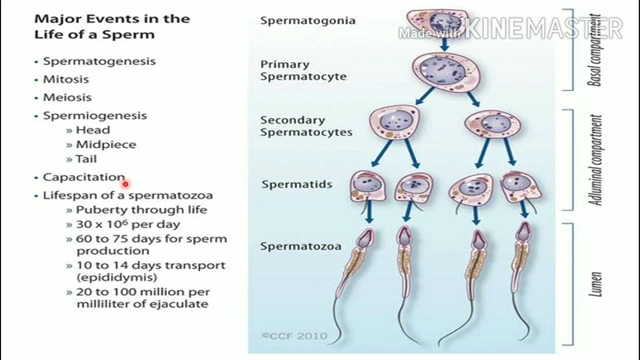 Major Events in the
Life of a Sperm
• Spermatogenesis
• Mitosis
• Meiosis
• Spermiogenesis
» Head
» Midpiece
» Tail
• Capacitation
• Lifespan of a spermatozoa
» Puberty through life
» 30 x 10⁶ per day
» 60 to 75 days for sperm
production
» 10 to 14 days transport
(epididymis)
» 20 to 100 million per
milliliter of ejaculate
Spermatogonia
Primary
Spermatocyte
Secondary
Spermatocytes
Spermatids
Spermatozoa
©CCF 2010
Made with KINEMASTER
Basal compartment
Adluminal compartment
Lumen